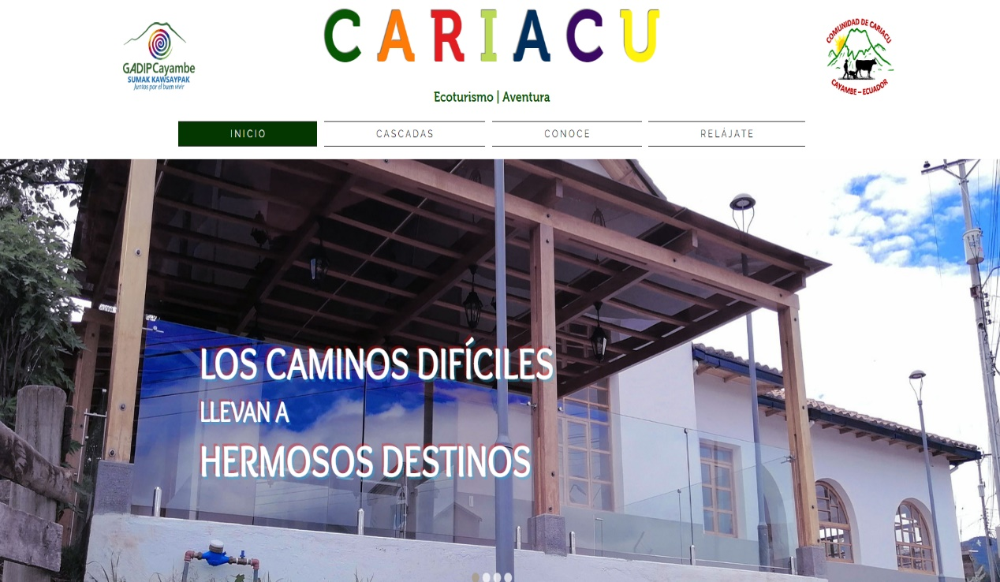 CARIACU
GADIPCayambe
SUMAK KAWSAYPAK
Juntos por el buen vivir
COMUNIDAD DE CARIACU
CAYAMBE – ECUADOR
Ecoturismo | Aventura
INICIO
CASCADAS
CONOCE
RELÁJATE
LOS CAMINOS DIFÍCILES
LLEVAN A
HERMOSOS DESTINOS